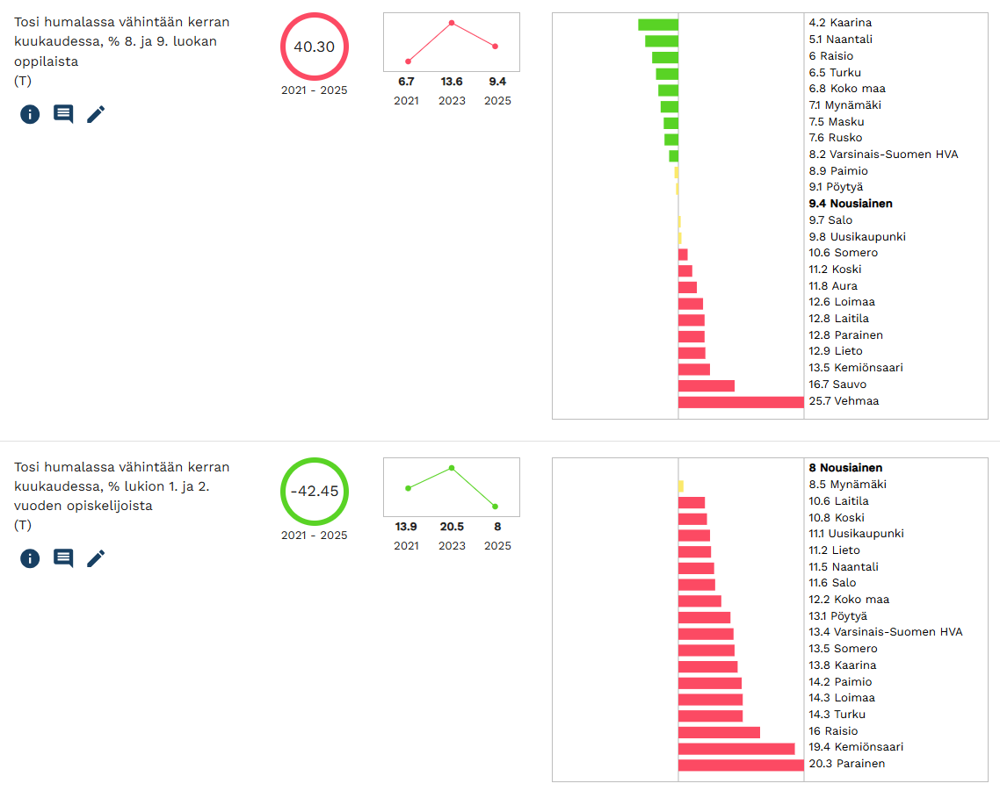 Tosi humalassa vähintään kerran
kuukaudessa, % 8. ja 9. luokan
oppilaista
(T)
40.30
2021 - 2025
6.7 13.6 9.4
2021 2023 2025
4.2 Kaarina
5.1 Naantali
6 Raisio
6.5 Turku
6.8 Koko maa
7.1 Mynämäki
7.5 Masku
7.6 Rusko
8.2 Varsinais-Suomen HVA
8.9 Paimio
9.1 Pöytyä
9.4 Nousiainen
9.7 Salo
9.8 Uusikaupunki
10.6 Somero
11.2 Koski
11.8 Aura
12.6 Loimaa
12.8 Laitila
12.8 Parainen
12.9 Lieto
13.5 Kemiönsaari
16.7 Sauvo
25.7 Vehmaa
Tosi humalassa vähintään kerran
kuukaudessa, % lukion 1. ja 2.
vuoden opiskelijoista
(T)
-42.45
2021 - 2025
13.9 20.5 8
2021 2023 2025
8 Nousiainen
8.5 Mynämäki
10.6 Laitila
10.8 Koski
11.1 Uusikaupunki
11.2 Lieto
11.5 Naantali
11.6 Salo
12.2 Koko maa
13.1 Pöytyä
13.4 Varsinais-Suomen HVA
13.5 Somero
13.8 Kaarina
14.2 Paimio
14.3 Loimaa
14.3 Turku
16 Raisio
19.4 Kemiönsaari
20.3 Parainen